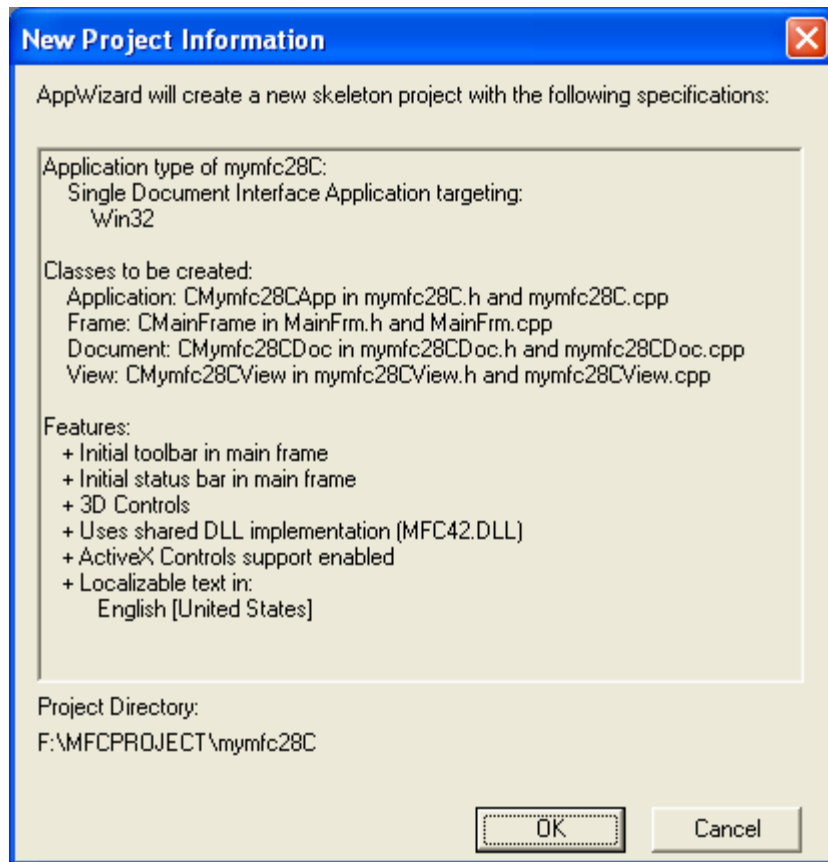 New Project Information
AppWizard will create a new skeleton project with the following specifications:
Application type of mymfc28C:
Single Document Interface Application targeting:
Win32
Classes to be created:
Application: CMymfc28CApp in mymfc28C.h and mymfc28C.cpp
Frame: CMainFrame in MainFrm.h and MainFrm.cpp
Document: CMymfc28CDoc in mymfc28CDoc.h and mymfc28CDoc.cpp
View: CMymfc28CView in mymfc28CView.h and mymfc28CView.cpp
Features:
+ Initial toolbar in main frame
+ Initial status bar in main frame
+ 3D Controls
+ Uses shared DLL implementation (MFC42.DLL)
+ ActiveX Controls support enabled
+ Localizable text in:
English [United States]
Project Directory:
F:\MFCPROJECT\mymfc28C
OK Cancel